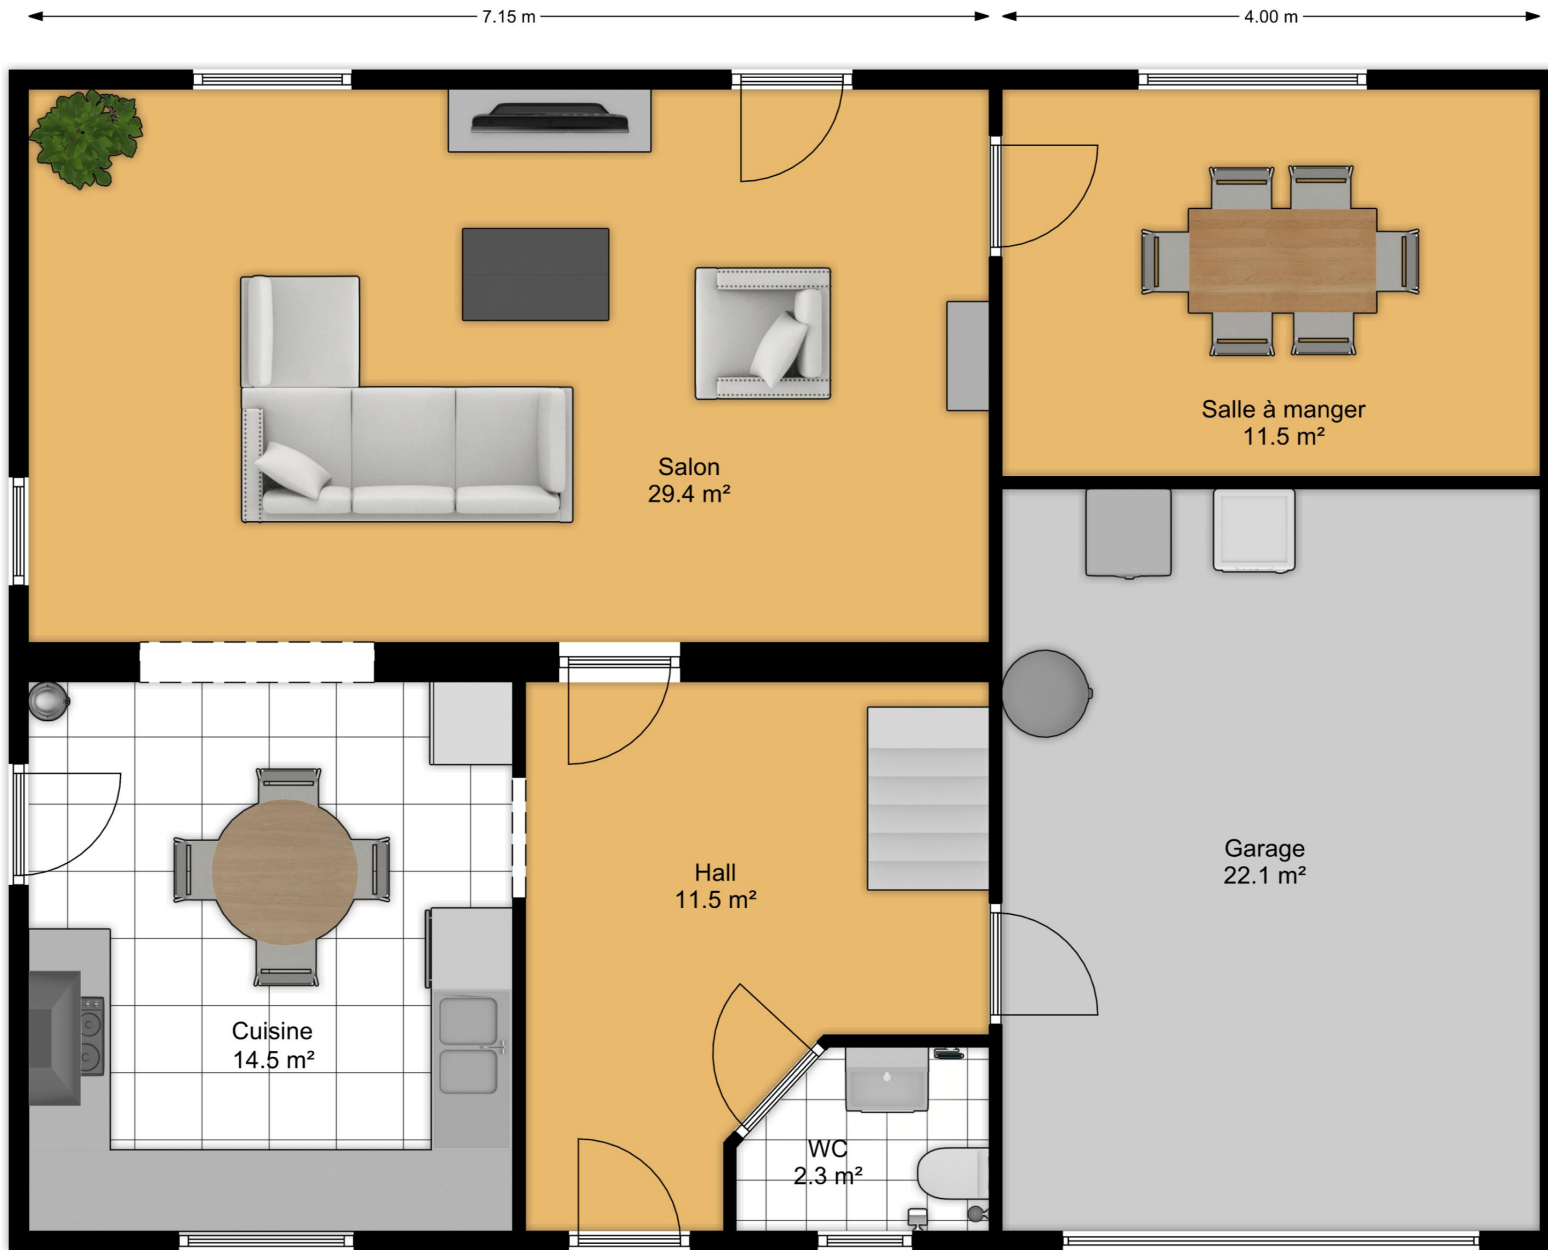 7.15 m
4.00 m
Salle à manger
11.5 m²
Salon
29.4 m²
Garage
22.1 m²
Hall
11.5 m²
Cuisine
14.5 m²
WC
2.3 m²